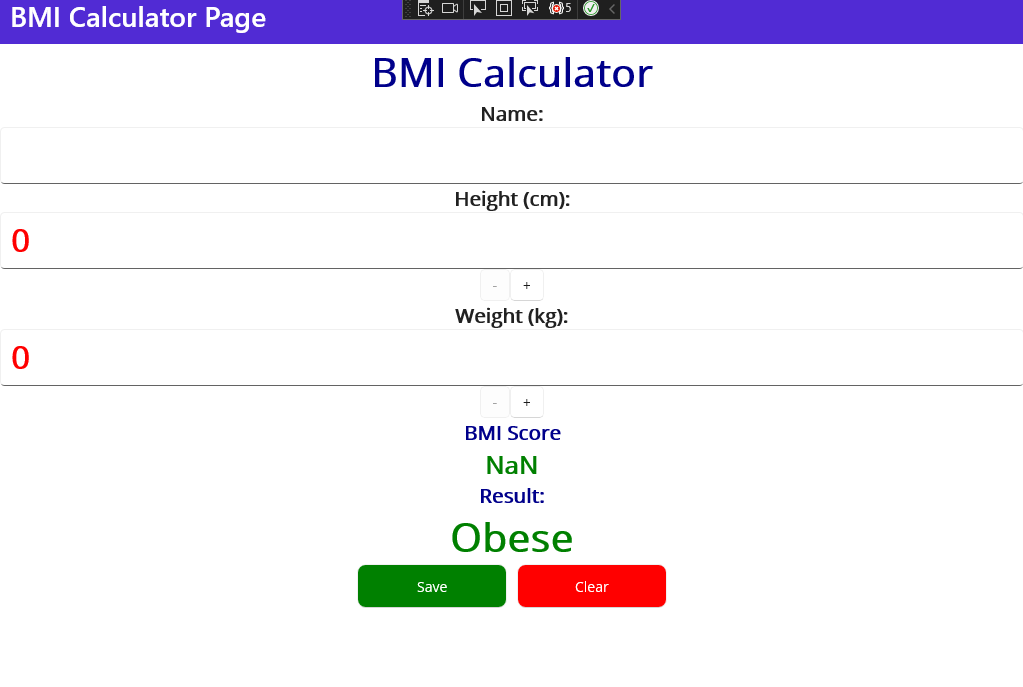 BMI Calculator Page
5
BMI Calculator
Name:
Height (cm):
0
- +
Weight (kg):
0
- +
BMI Score
NaN
Result:
Obese
Save Clear